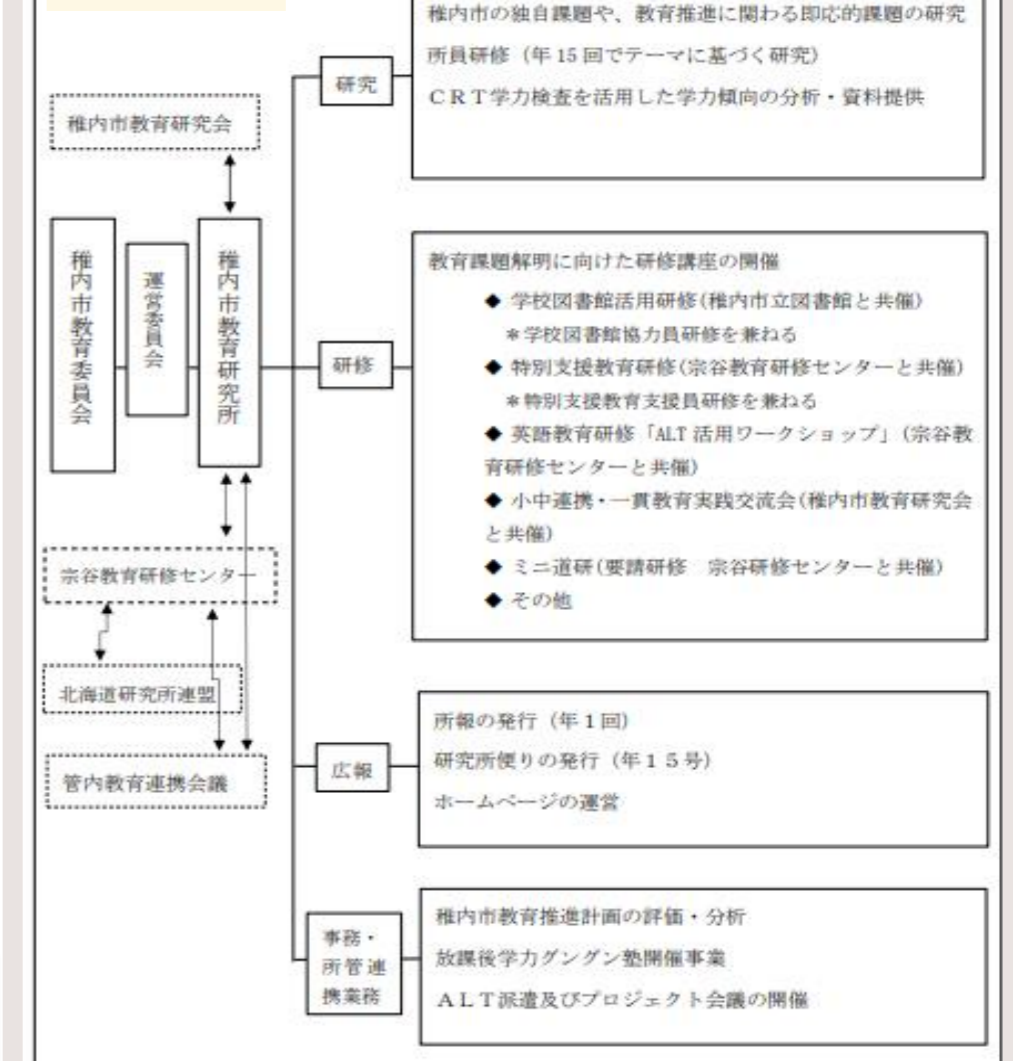 稚内市の独自課題や、教育推進に関わる即応的課題の研究
所員研修（年15回でテーマに基づく研究）
ＣＲＴ学力検査を活用した学力傾向の分析・資料提供
研究
稚内市教育研究会
稚内市教育委員会
運営委員会
稚内市教育研究所
研修
教育課題解明に向けた研修講座の開催
◆ 学校図書館活用研修(稚内市立図書館と共催)
＊学校図書館協力員研修を兼ねる
◆ 特別支援教育研修(宗谷教育研修センターと共催)
＊特別支援教育支援員研修を兼ねる
◆ 英語教育研修「ALT 活用ワークショップ」(宗谷教
育研修センターと共催)
◆ 小中連携・一貫教育実践交流会(稚内市教育研究会
と共催)
◆ ミニ道研(要請研修　宗谷研修センターと共催)
◆ その他
宗谷教育研修センター
北海道研究所連盟
管内教育連携会議
広報
所報の発行（年１回）
研究所便りの発行（年１５号）
ホームページの運営
事務・
所管連
携業務
稚内市教育推進計画の評価・分析
放課後学力グングン塾開催事業
ＡＬＴ派遣及びプロジェクト会議の開催